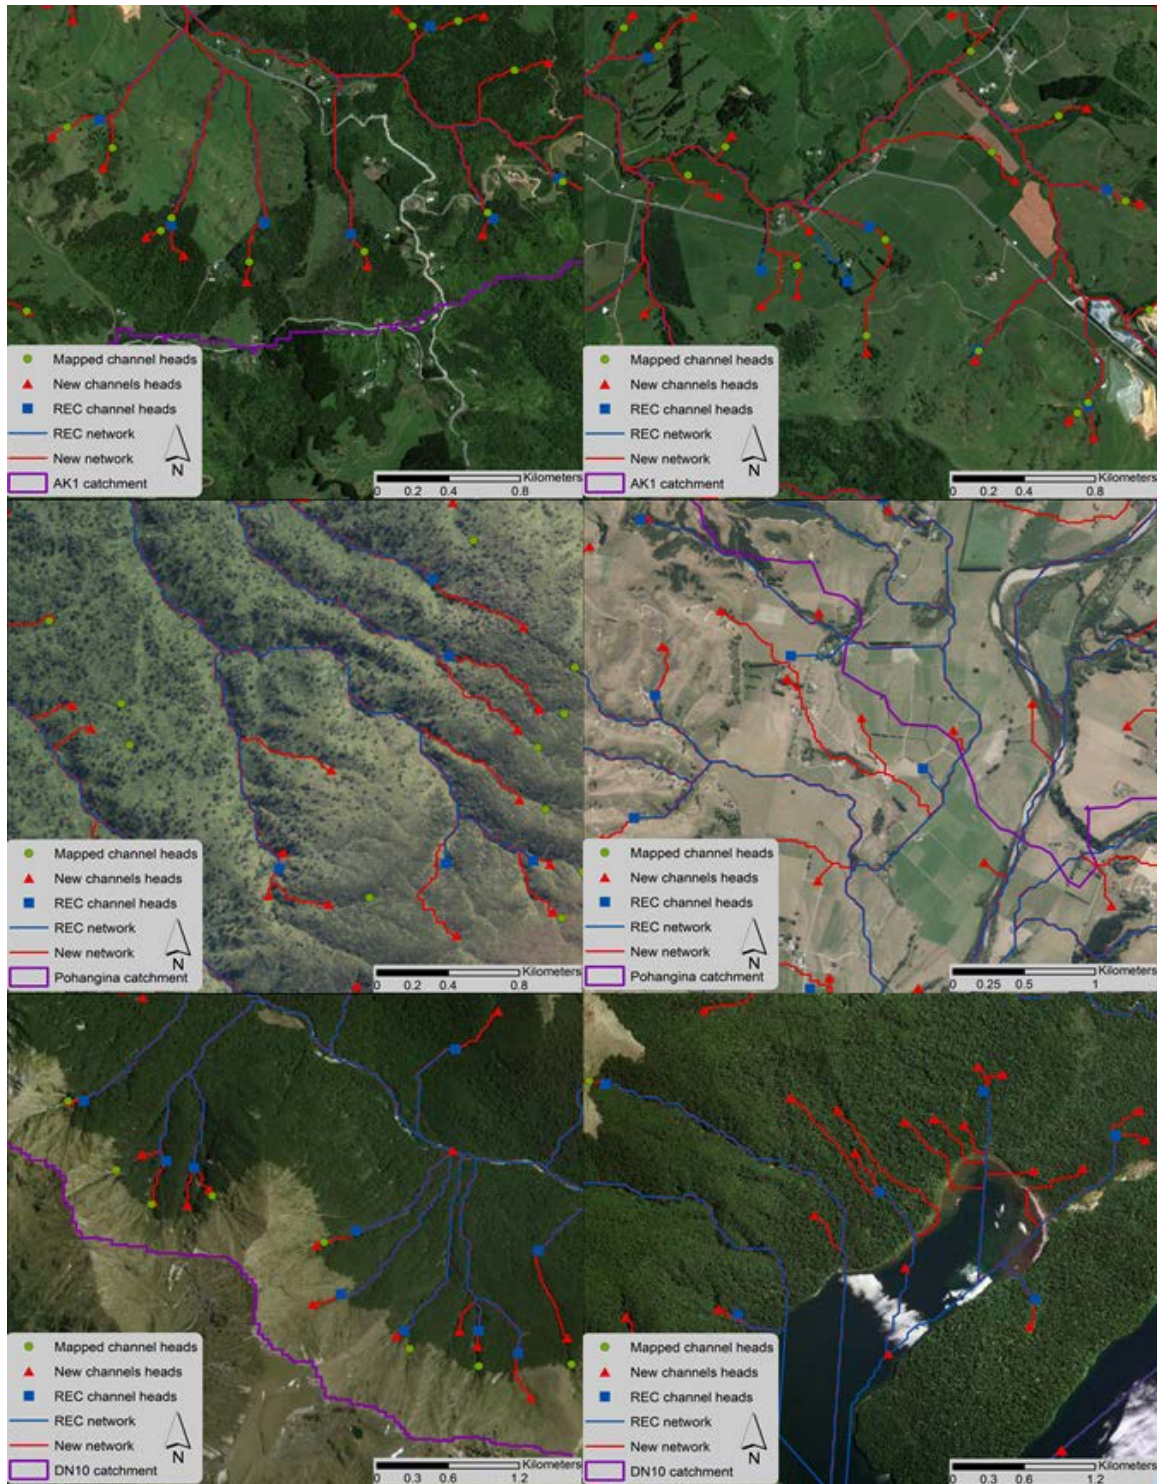 Mapped channel heads
New channels heads
REC channel heads
REC network
New network
AK1 catchment
N
Kilometers
0 0.2 0.4 0.8
Mapped channel heads
New channels heads
REC channel heads
REC network
New network
AK1 catchment
N
Kilometers
0 0.2 0.4 0.8
Mapped channel heads
New channels heads
REC channel heads
REC network
New network
Pohangina catchment
N
Kilometers
0 0.2 0.4 0.8
Mapped channel heads
New channels heads
REC channel heads
REC network
New network
Pohangina catchment
N
Kilometers
0 0.25 0.5 1
Mapped channel heads
New channels heads
REC channel heads
REC network
New network
DN10 catchment
N
Kilometers
0 0.3 0.6 1.2
Mapped channel heads
New channels heads
REC channel heads
REC network
New network
DN10 catchment
N
Kilometers
0 0.3 0.6 1.2